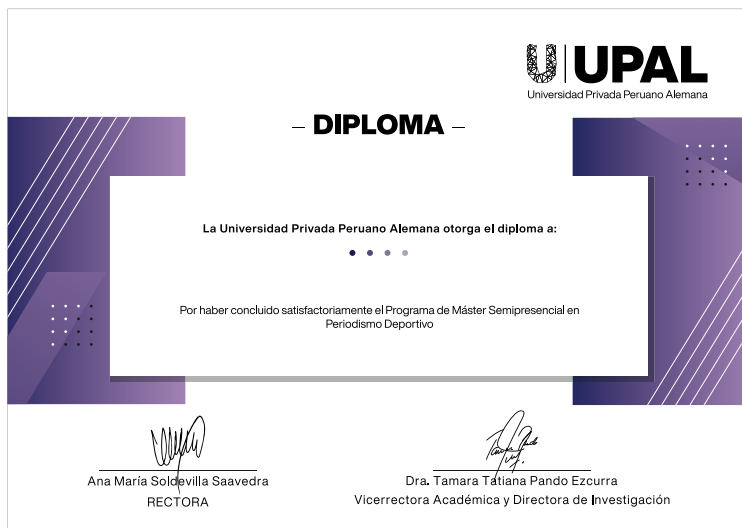 UPAL
Universidad Privada Peruano Alemana
– DIPLOMA –
La Universidad Privada Peruano Alemana otorga el diploma a:
Por haber concluido satisfactoriamente el Programa de Máster Semipresencial en
Periodismo Deportivo
Ana María Soldevilla Saavedra
RECTORA
Dra. Tamara Tatiana Pando Ezcurra
Vicerrectora Académica y Directora de Investigación